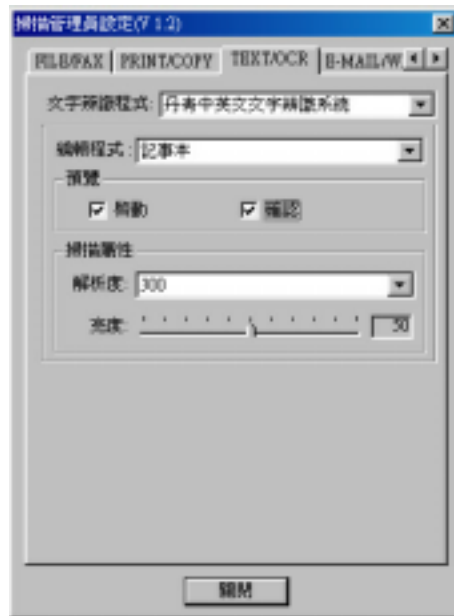 掃描管理員設定(V 1.2)
FILE/FAX PRINT/COPY TEXT/OCR E-MAIL/W
文字辨識程式: 丹青中英文文字辨識系統
編輯程式: 記事本
預覽
啟動 確認
掃描屬性
解析度: 300
亮度: 50
關閉